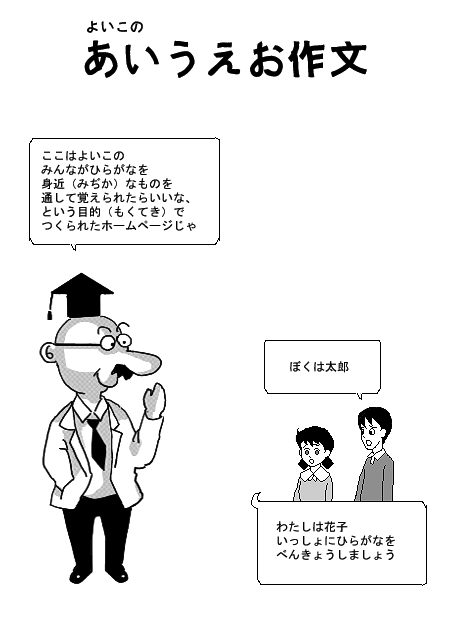 よいこの
あいうえお作文
ここはよいこの
みんながひらがなを
身近（みぢか）なものを
通して覚えられたらいいな、
という目的（もくてき）で
つくられたホームページじゃ
ぼくは太郎
わたしは花子
いっしょにひらがなを
べんきょうしましょう